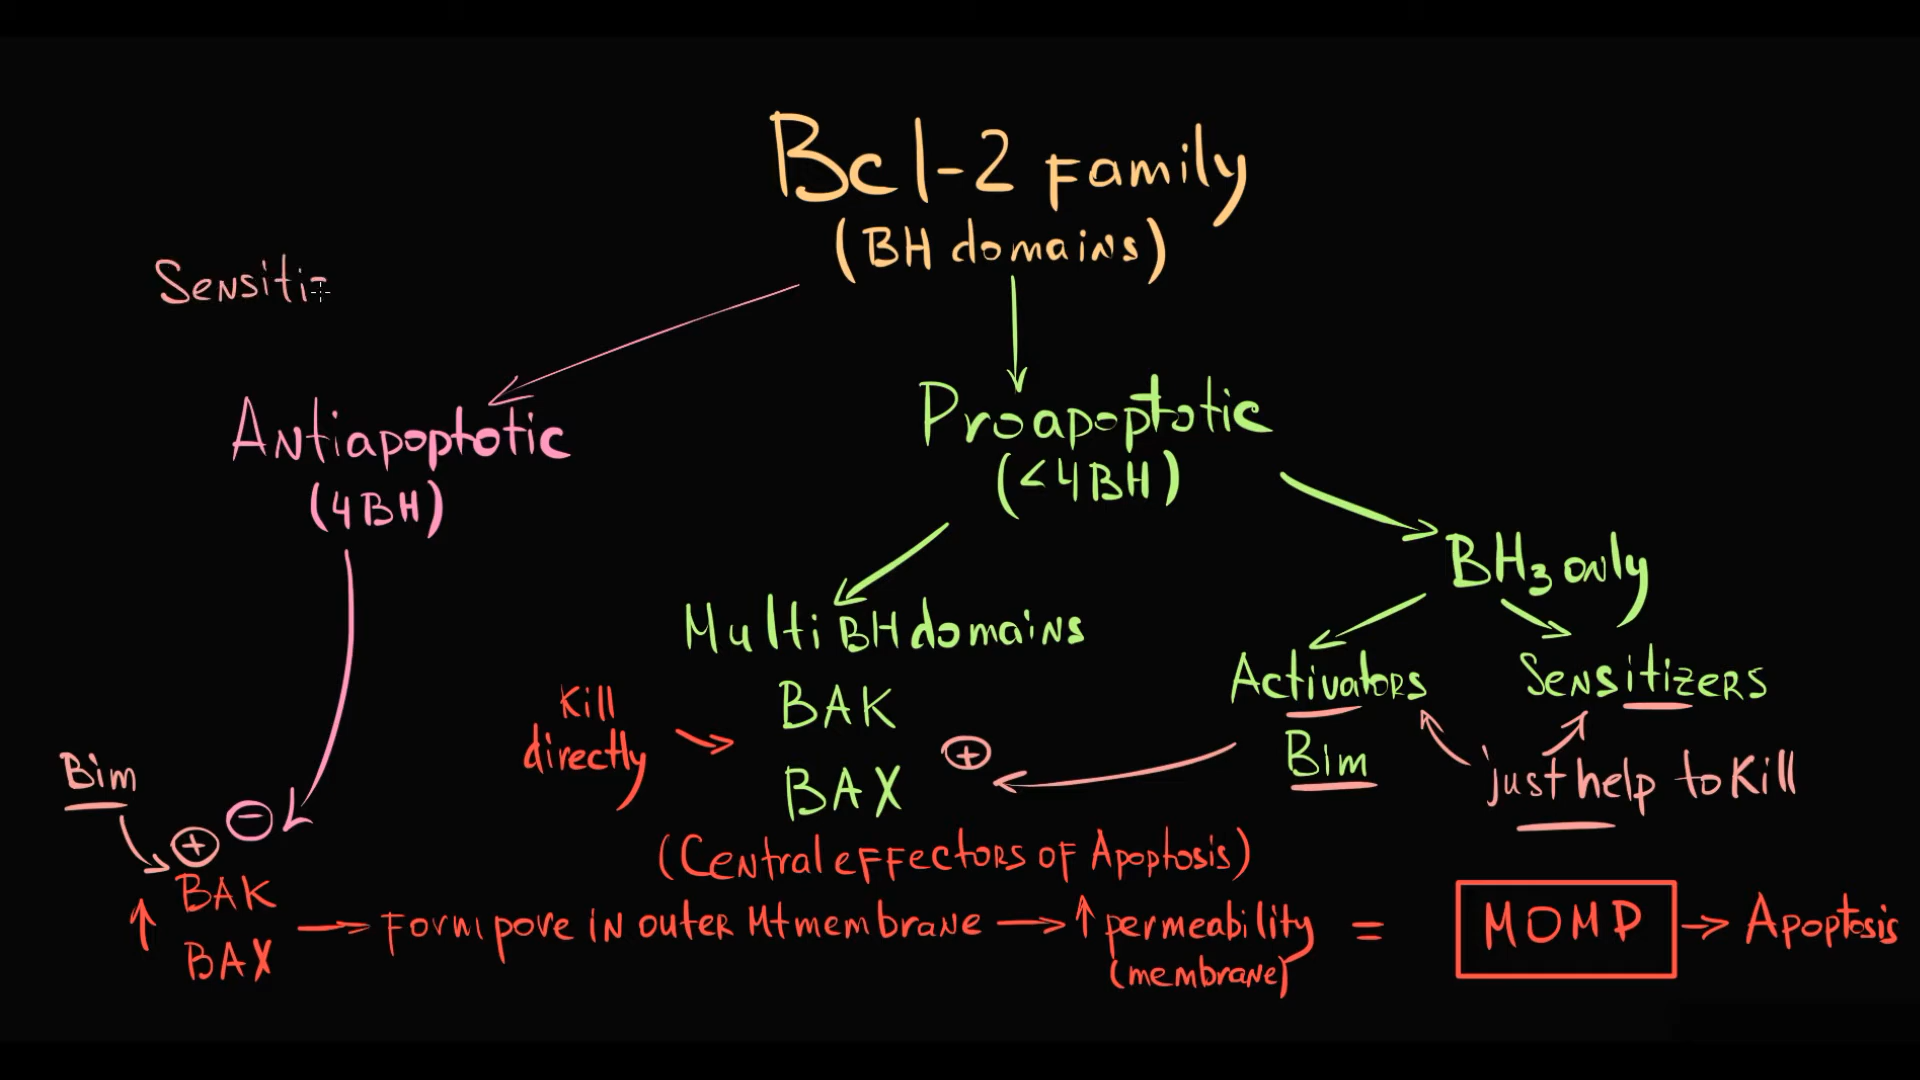 Bcl-2 Family
(BH domains)
Sensiti
Antiapoptotic
(4BH)
Proapoptotic
(<4BH)
BH3 only
Multi BH domains
BAK
BAX
Kill
directly
Activators
Bim
Sensitizers
just help to Kill
(Central effectors of Apoptosis)
Bim
+
−
+
↑ BAK
BAX
→ Form pore in outer Mt membrane → ↑ permeability
(membrane)
= MOMP → Apoptosis